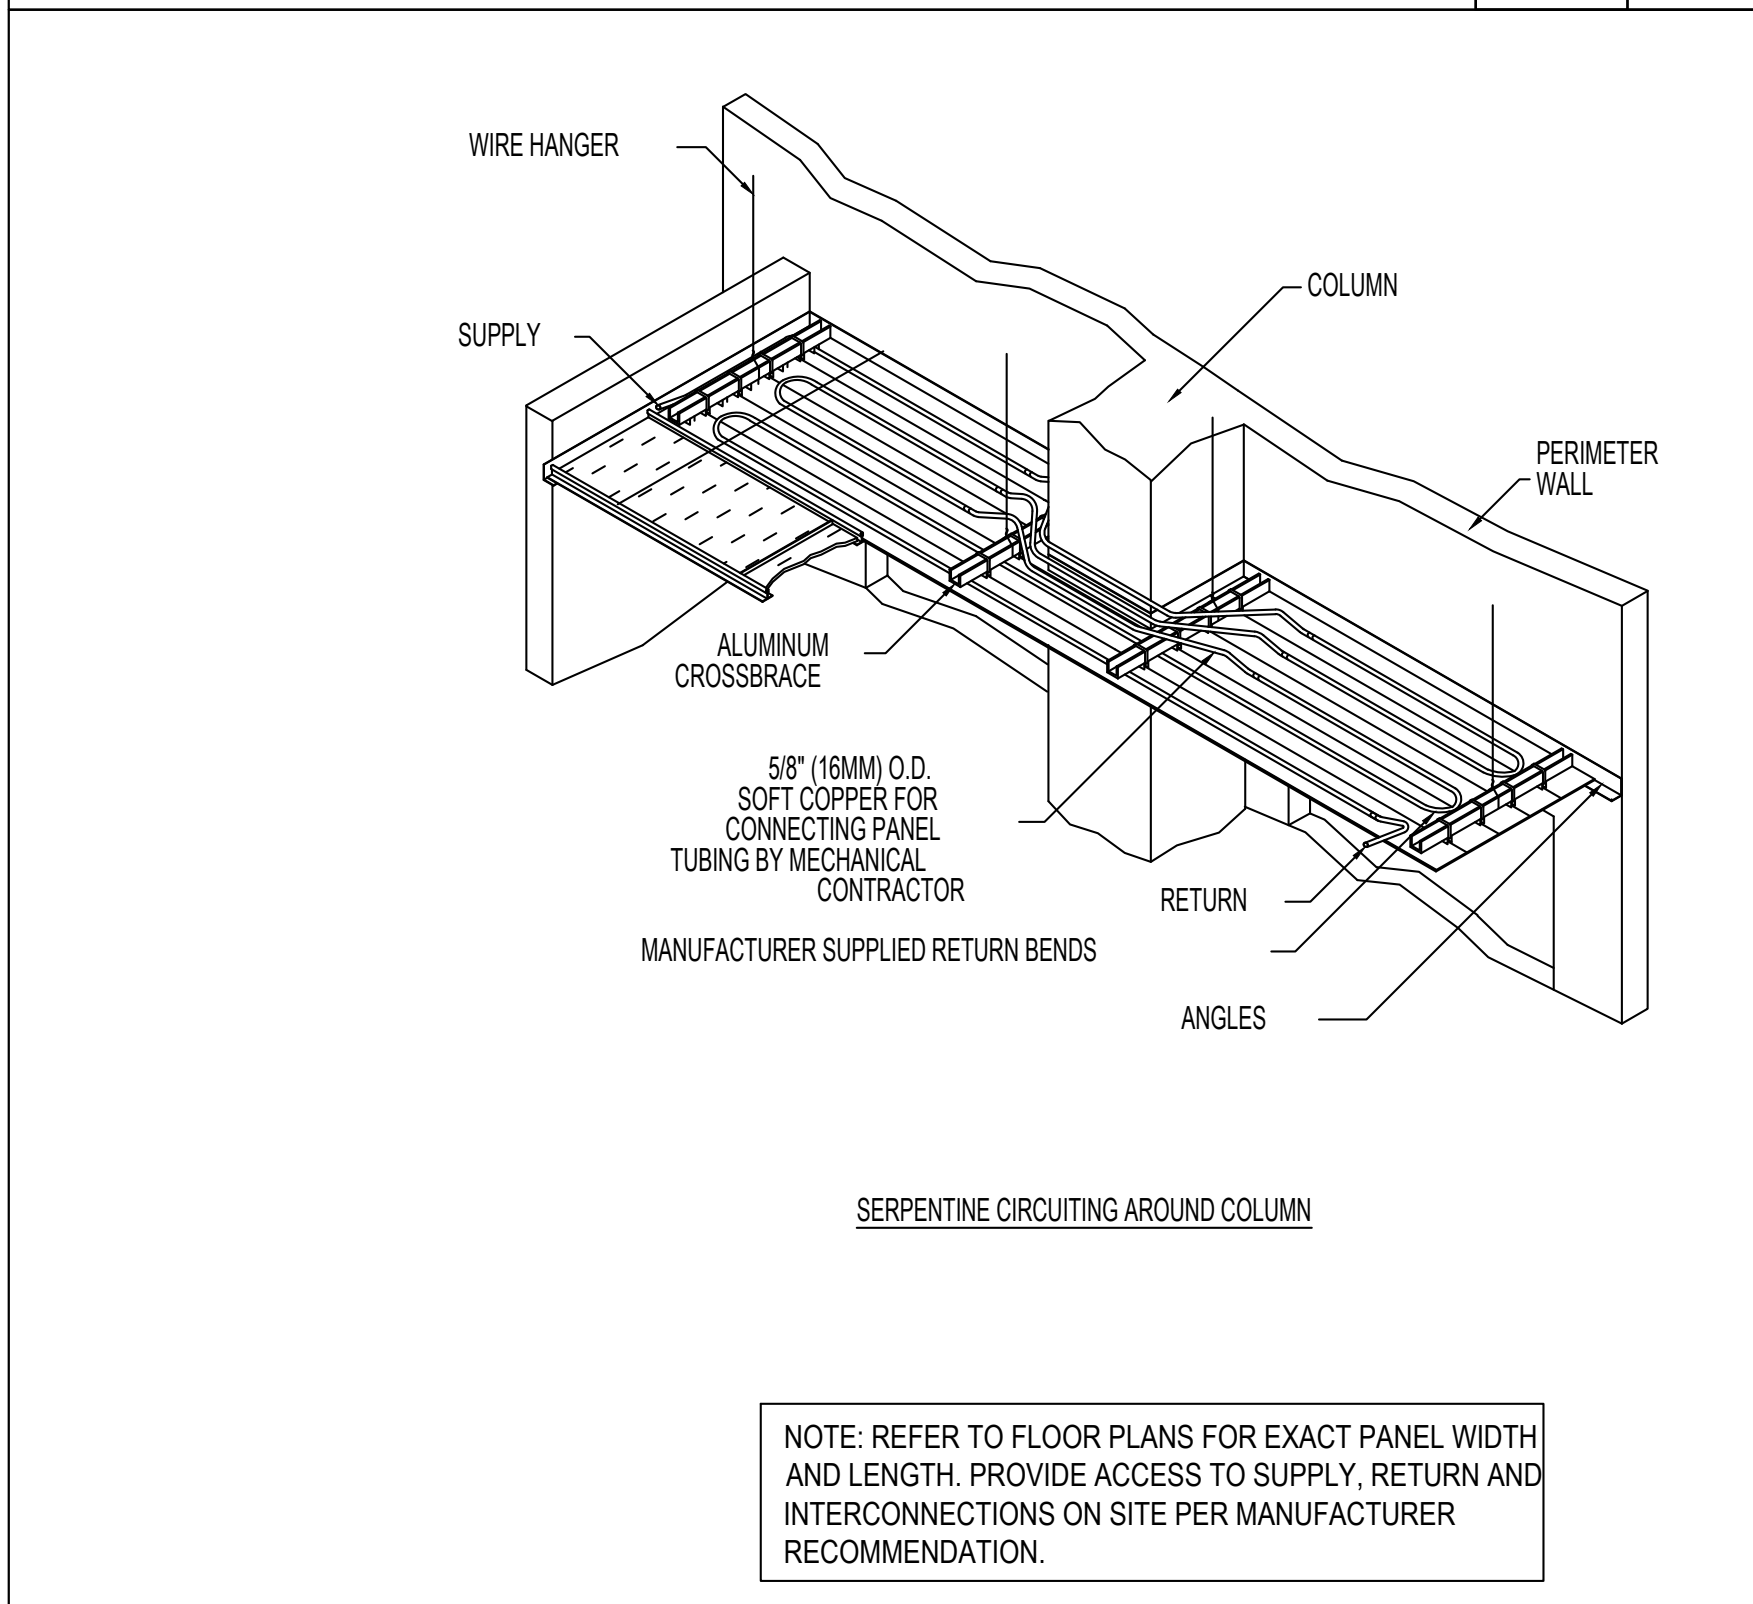 WIRE HANGER
COLUMN
SUPPLY
PERIMETER
WALL
ALUMINUM
CROSSBRACE
5/8" (16MM) O.D.
SOFT COPPER FOR
CONNECTING PANEL
TUBING BY MECHANICAL
CONTRACTOR
RETURN
MANUFACTURER SUPPLIED RETURN BENDS
ANGLES
SERPENTINE CIRCUITING AROUND COLUMN
NOTE: REFER TO FLOOR PLANS FOR EXACT PANEL WIDTH
AND LENGTH. PROVIDE ACCESS TO SUPPLY, RETURN AND
INTERCONNECTIONS ON SITE PER MANUFACTURER
RECOMMENDATION.